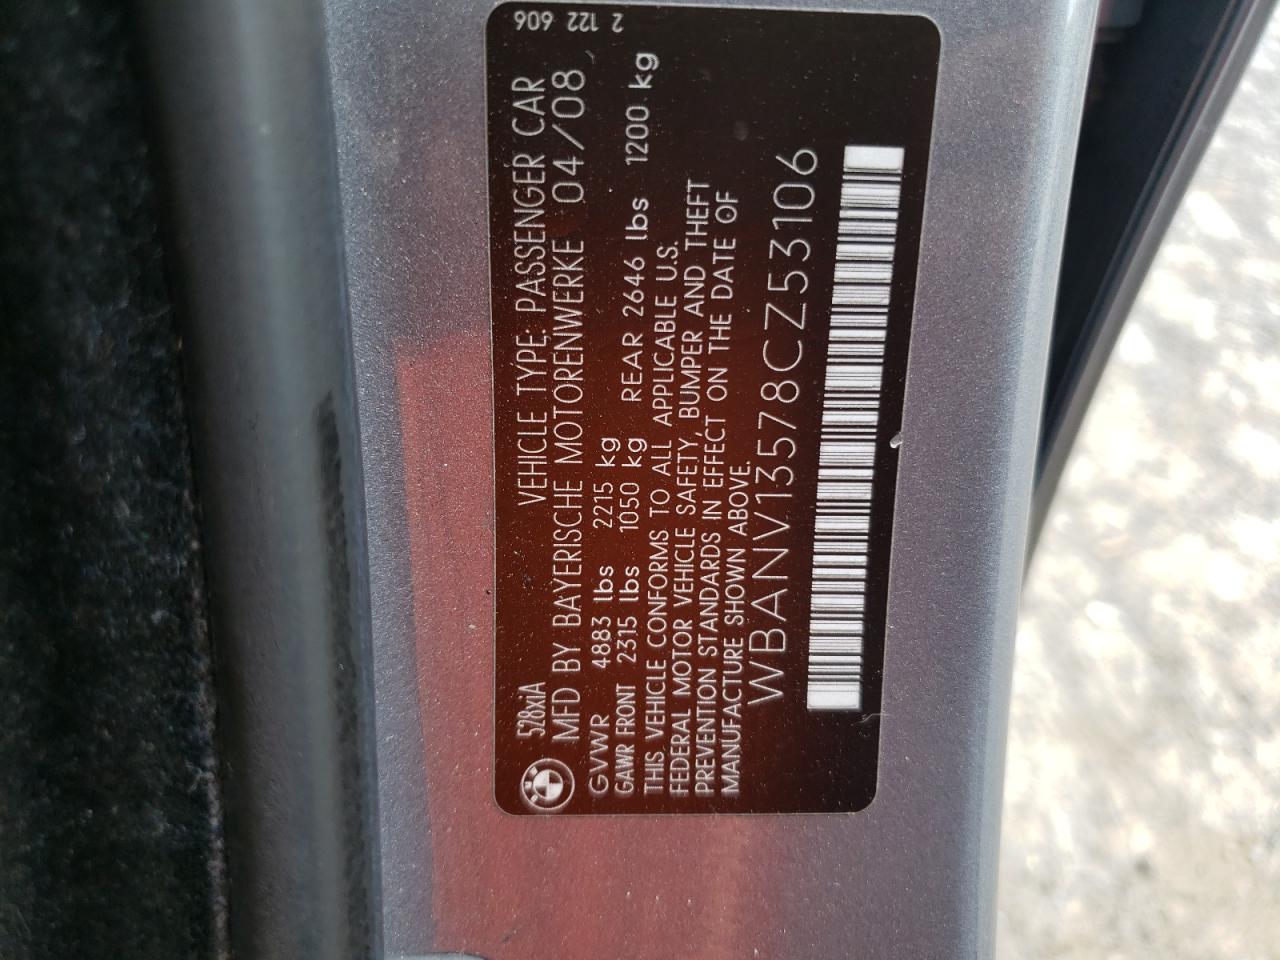 528xiA VEHICLE TYPE: PASSENGER CAR 2 122 606
MFD BY BAYERISCHE MOTORENWERKE 04/08
GVWR 4883 lbs 2215 kg
GAWR FRONT 2315 lbs 1050 kg REAR 2646 lbs 1200 kg
THIS VEHICLE CONFORMS TO ALL APPLICABLE U.S.
FEDERAL MOTOR VEHICLE SAFETY, BUMPER AND THEFT
PREVENTION STANDARDS IN EFFECT ON THE DATE OF
MANUFACTURE SHOWN ABOVE.
WBANV13578CZ53106